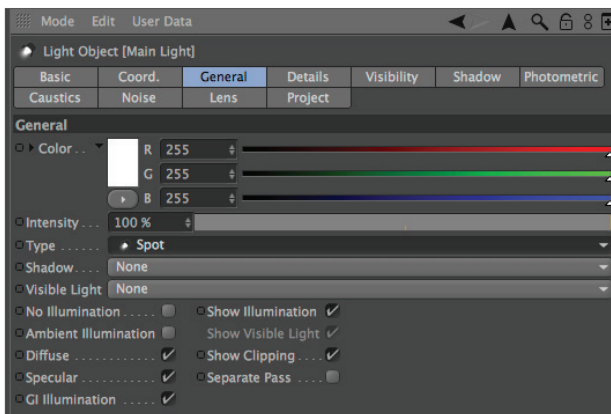 Mode Edit User Data
Light Object [Main Light]
Basic Coord. General Details Visibility Shadow Photometric
Caustics Noise Lens Project
General
Color . . R 255
G 255
B 255
Intensity . . . 100 %
Type . . . . . . Spot
Shadow . . . . None
Visible Light None
No Illumination . . . . . Show Illumination
Ambient Illumination Show Visible Light
Diffuse . . . . . . . . . . . . Show Clipping . . . .
Specular . . . . . . . . . . . Separate Pass . . . .
GI Illumination . . . . .